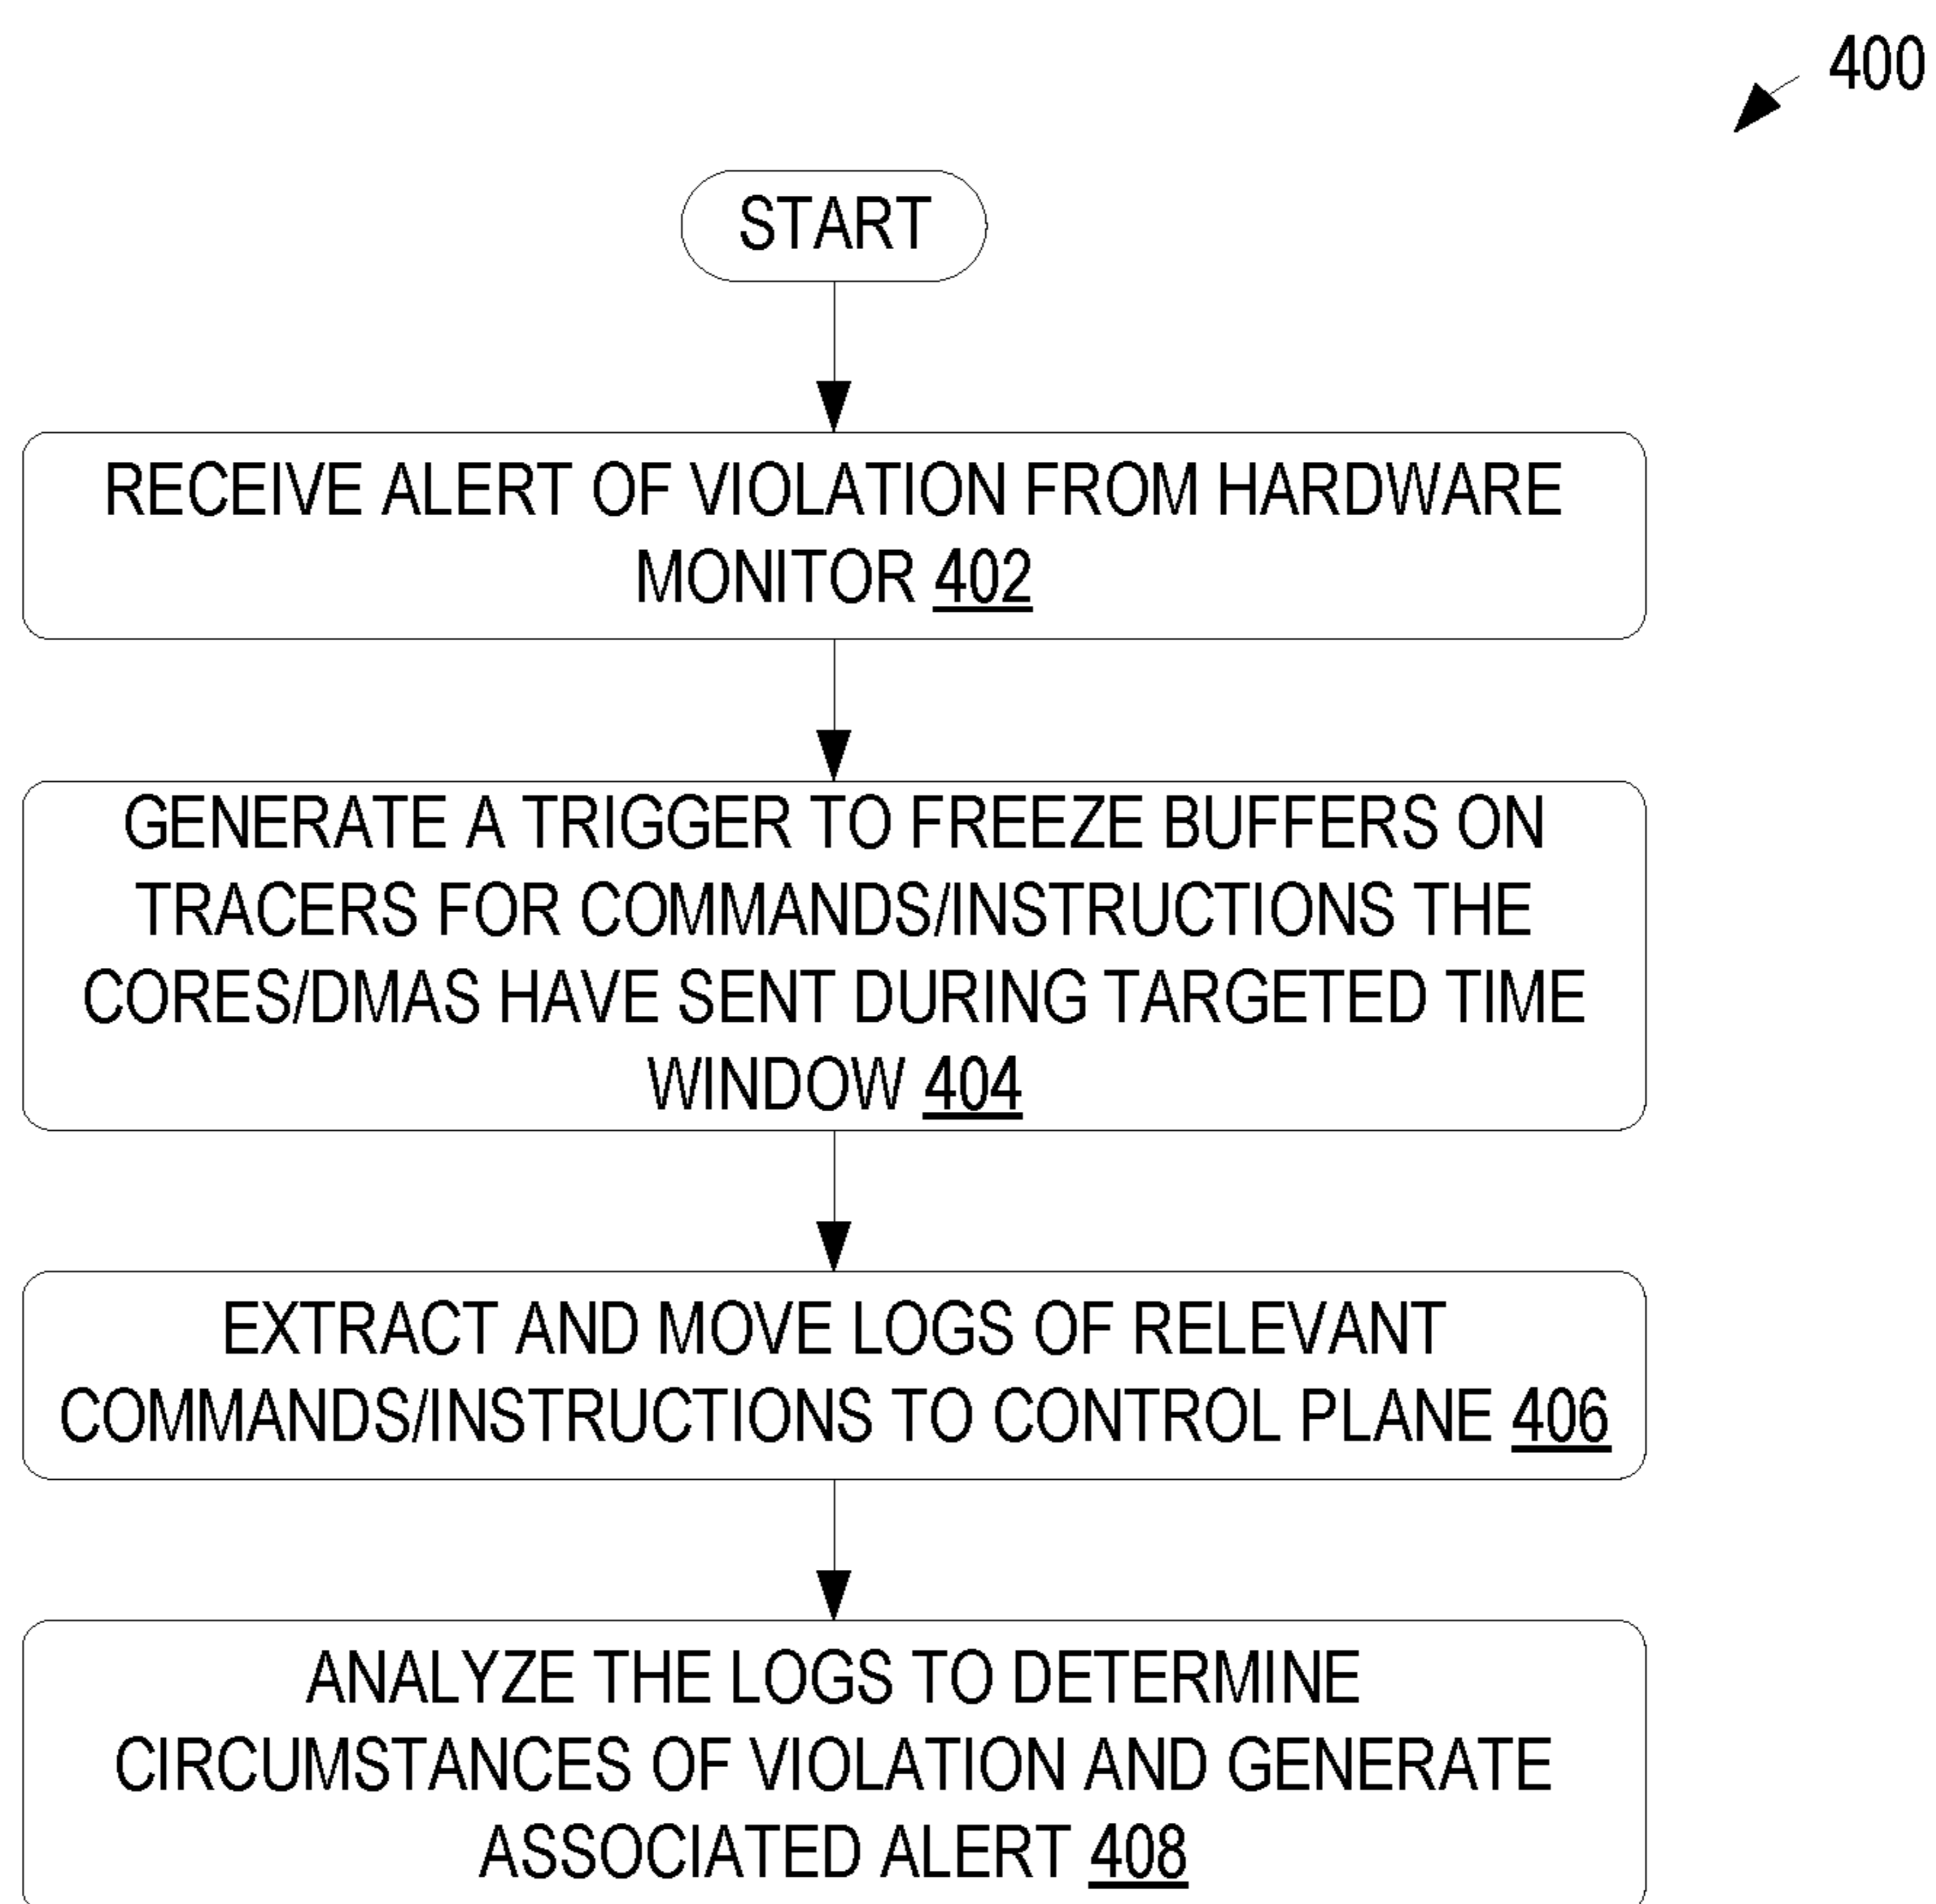 400
START
RECEIVE ALERT OF VIOLATION FROM HARDWARE
MONITOR 402
GENERATE A TRIGGER TO FREEZE BUFFERS ON
TRACERS FOR COMMANDS/INSTRUCTIONS THE
CORES/DMAS HAVE SENT DURING TARGETED TIME
WINDOW 404
EXTRACT AND MOVE LOGS OF RELEVANT
COMMANDS/INSTRUCTIONS TO CONTROL PLANE 406
ANALYZE THE LOGS TO DETERMINE
CIRCUMSTANCES OF VIOLATION AND GENERATE
ASSOCIATED ALERT 408